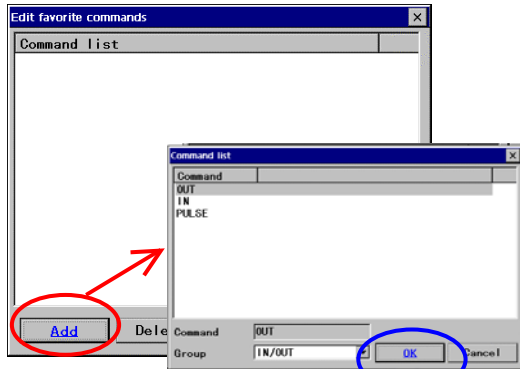 Edit favorite commands
Command list
Command list
Command
OUT
IN
PULSE
Command OUT
Group IN/OUT OK Cancel
Add Dele